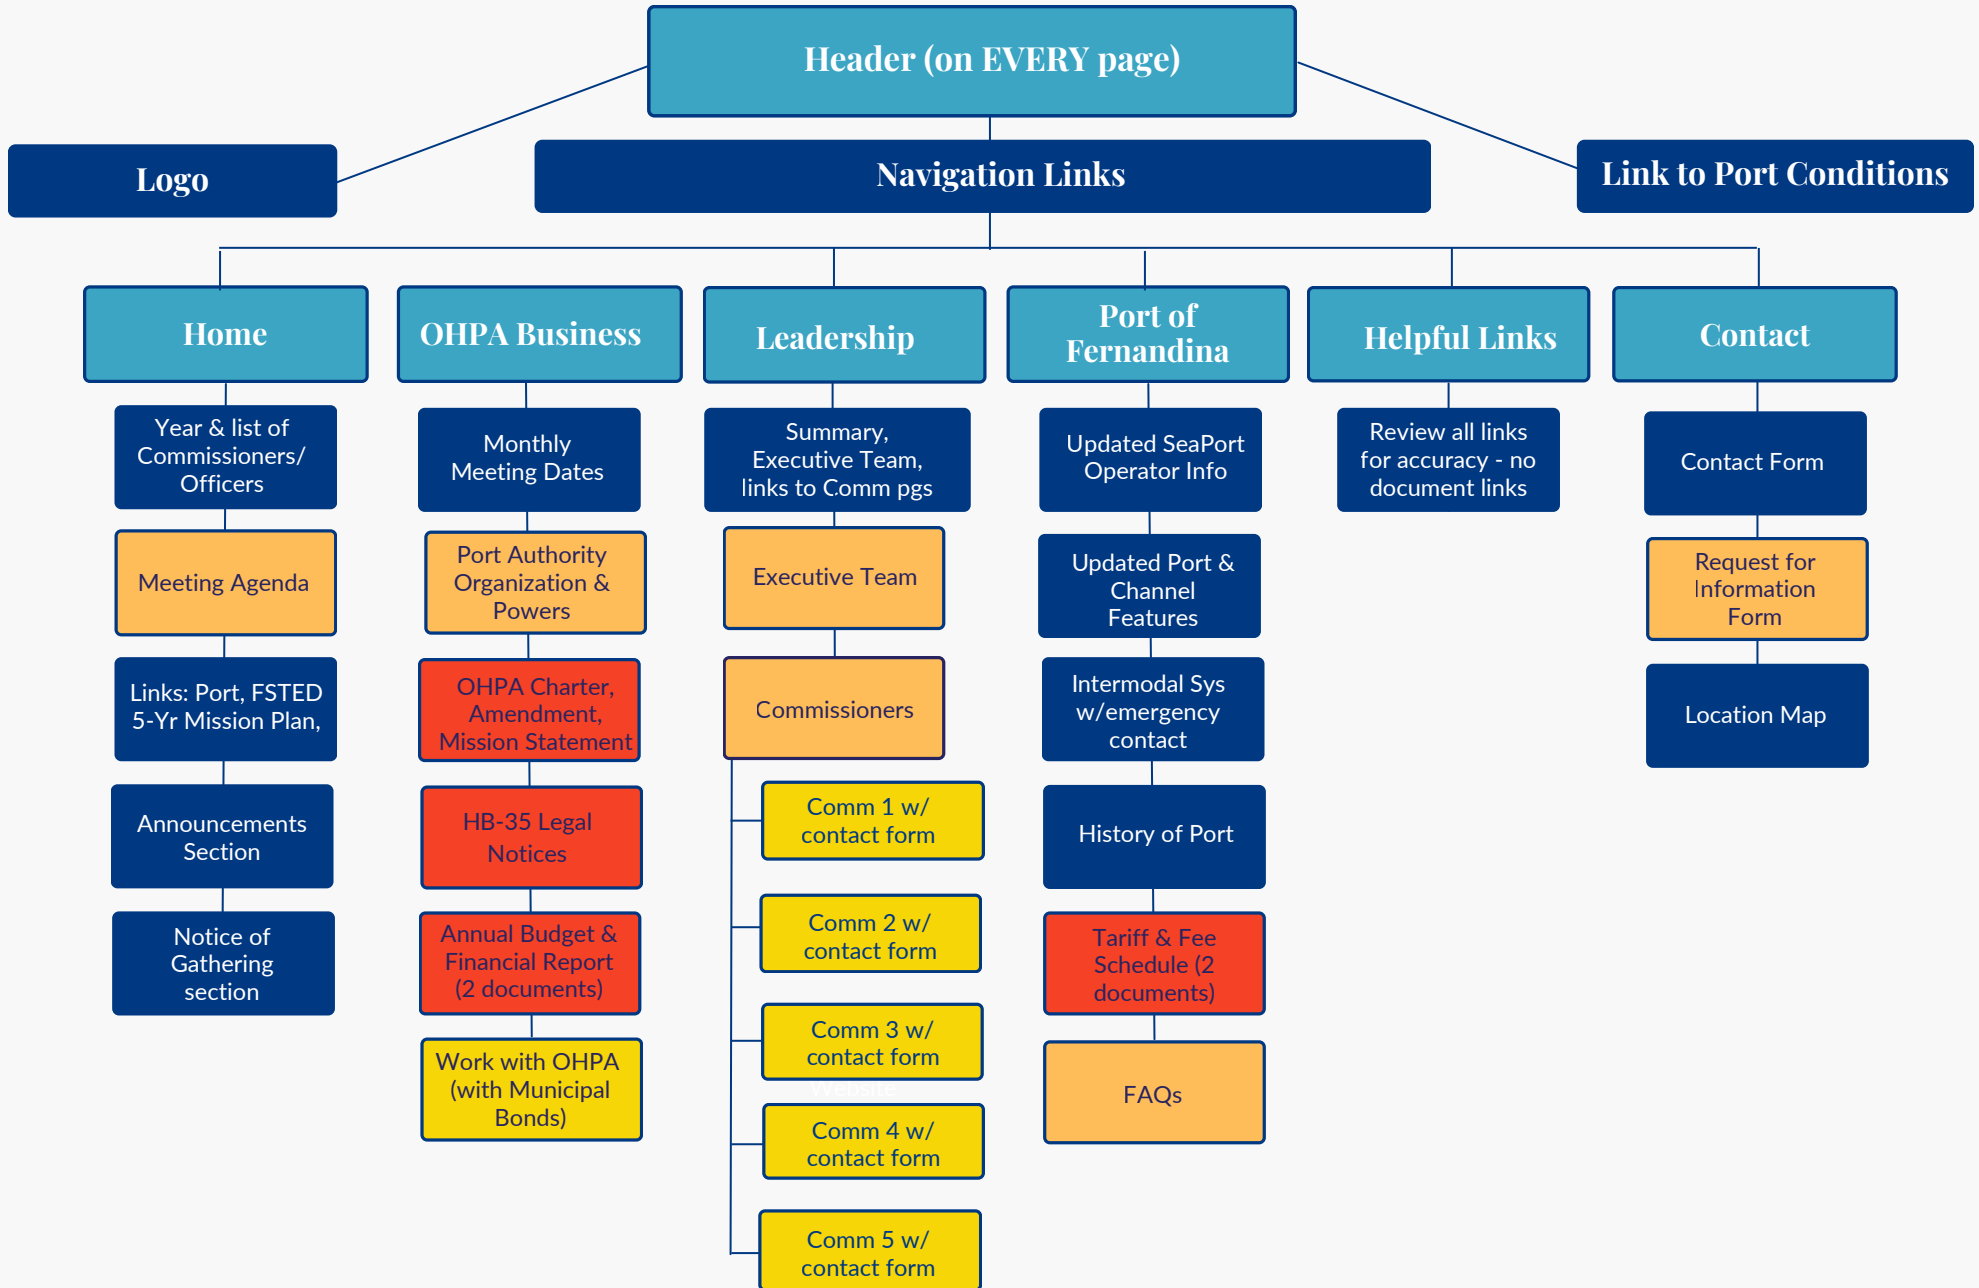 Header (on EVERY page)
Logo
Navigation Links
Link to Port Conditions
Home
OHPA Business
Leadership
Port of
Fernandina
Helpful Links
Contact
Year & list of
Commissioners/
Officers
Meeting Agenda
Links: Port, FSTED
5-Yr Mission Plan,
Announcements
Section
Notice of
Gathering
section
Monthly
Meeting Dates
Port Authority
Organization &
Powers
OHPA Charter,
Amendment,
Mission Statement
HB-35 Legal
Notices
Annual Budget &
Financial Report
(2 documents)
Work with OHPA
(with Municipal
Bonds)
Summary,
Executive Team,
links to Comm pgs
Executive Team
Commissioners
Comm 1 w/
contact form
Comm 2 w/
contact form
Comm 3 w/
contact form
Website
Comm 4 w/
contact form
Comm 5 w/
contact form
Updated SeaPort
Operator Info
Updated Port &
Channel
Features
Intermodal Sys
w/emergency
contact
History of Port
Tariff & Fee
Schedule (2
documents)
FAQs
Review all links
for accuracy - no
document links
Contact Form
Request for
Information
Form
Location Map